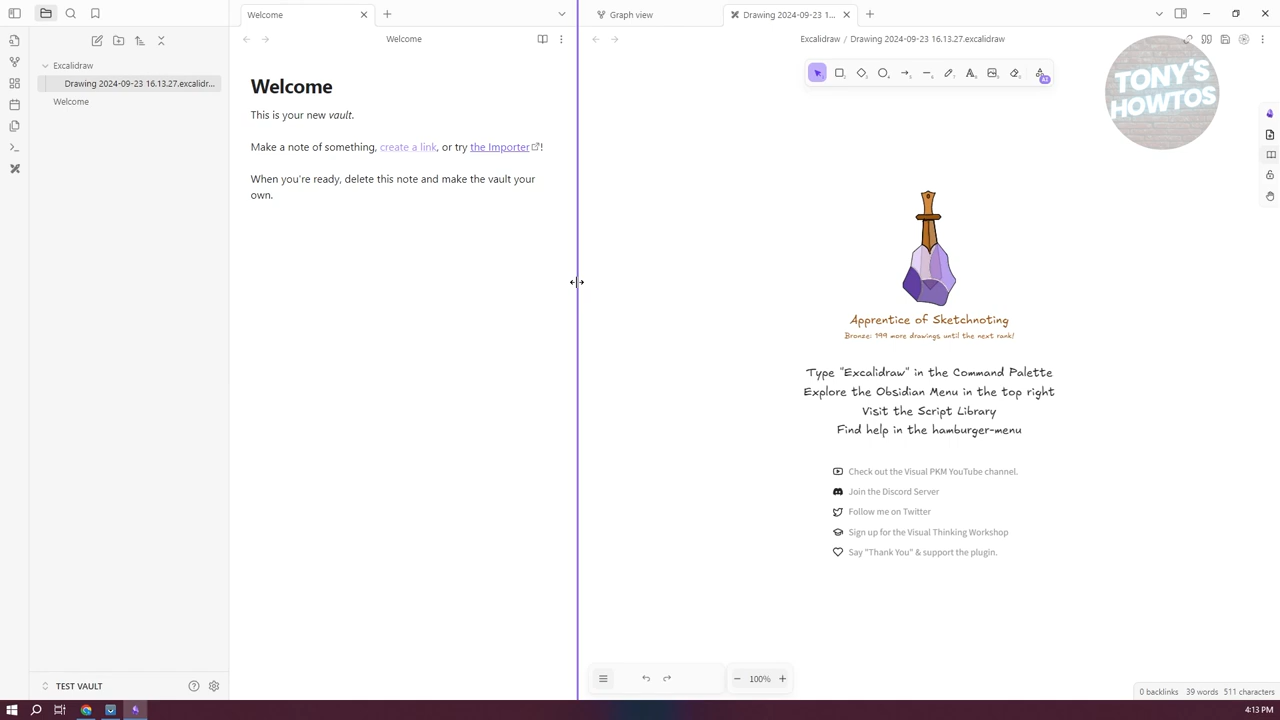 Welcome
Graph view
Drawing 2024-09-23 1...
Welcome
Excalidraw / Drawing 2024-09-23 16.13.27.excalidraw
Excalidraw
Drawing 2024-09-23 16.13.27.excalidr...
Welcome
Welcome
This is your new vault.
Make a note of something, create a link, or try the Importer!
When you're ready, delete this note and make the vault your
own.
TONY'S
HOWTOS
AI
Apprentice of Sketchnoting
Bronze: 199 more drawings until the next rank!
Type "Excalidraw" in the Command Palette
Explore the Obsidian Menu in the top right
Visit the Script Library
Find help in the hamburger-menu
Check out the Visual PKM YouTube channel.
Join the Discord Server
Follow me on Twitter
Sign up for the Visual Thinking Workshop
Say "Thank You" & support the plugin.
TEST VAULT
100%
0 backlinks 39 words 511 characters
4:13 PM